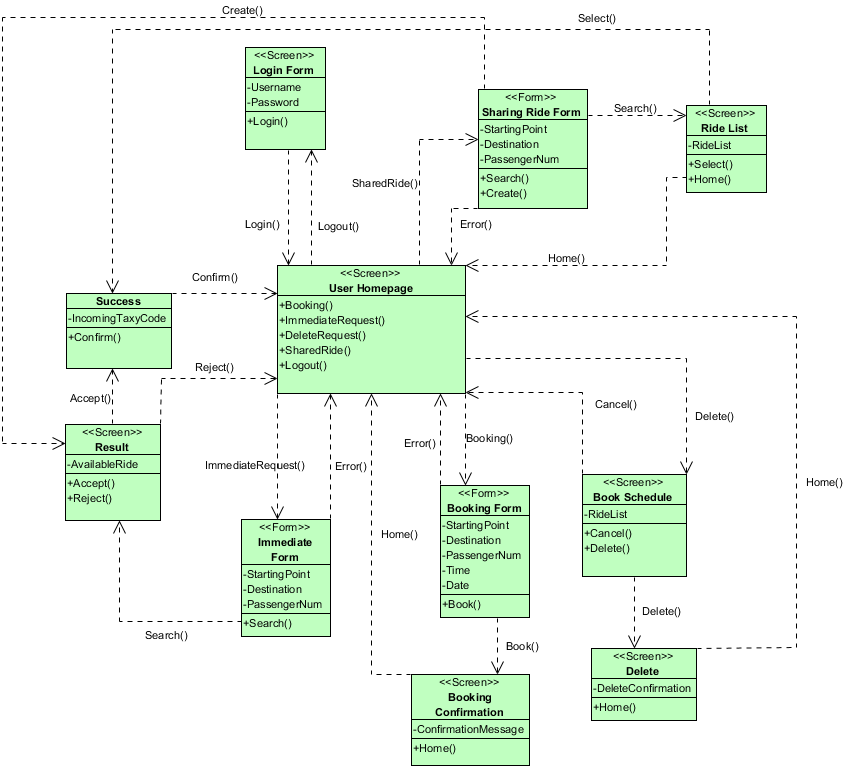 Create()
Select()
<<Screen>>
Login Form
-Username
-Password
+Login()
<<Form>>
Sharing Ride Form
-StartingPoint
-Destination
-PassengerNum
+Search()
+Create()
Search()
<<Screen>>
Ride List
-RideList
+Select()
+Home()
SharedRide()
Login()
Logout()
Error()
Home()
<<Screen>>
User Homepage
+Booking()
+ImmediateRequest()
+DeleteRequest()
+SharedRide()
+Logout()
Confirm()
Success
-IncomingTaxyCode
+Confirm()
Reject()
Accept()
Cancel()
Delete()
<<Screen>>
Result
-AvailableRide
+Accept()
+Reject()
ImmediateRequest()
Error()
Error()
Booking()
Home()
Home()
<<Form>>
Immediate
Form
-StartingPoint
-Destination
-PassengerNum
+Search()
<<Form>>
Booking Form
-StartingPoint
-Destination
-PassengerNum
-Time
-Date
+Book()
<<Screen>>
Book Schedule
-RideList
+Cancel()
+Delete()
Search()
Book()
Delete()
<<Screen>>
Booking
Confirmation
-ConfirmationMessage
+Home()
<<Screen>>
Delete
-DeleteConfirmation
+Home()